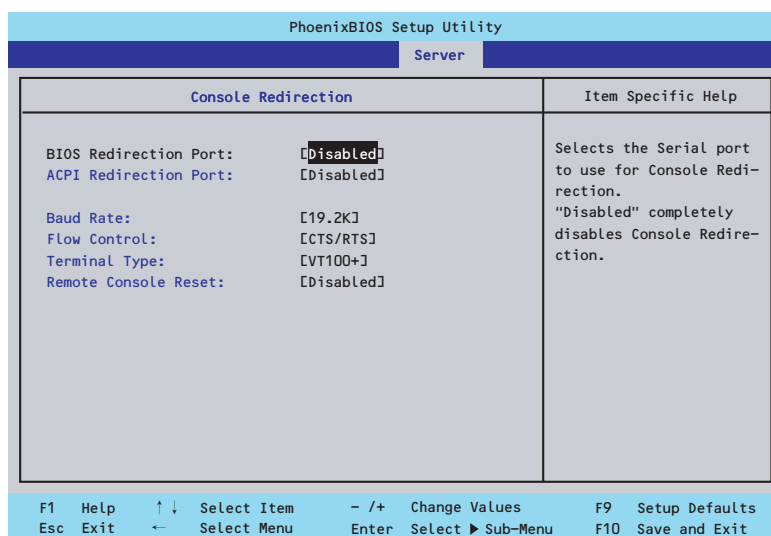 PhoenixBIOS Setup Utility
Server
Console Redirection
Item Specific Help
BIOS Redirection Port: [Disabled]
ACPI Redirection Port: [Disabled]
Baud Rate: [19.2K]
Flow Control: [CTS/RTS]
Terminal Type: [VT100+]
Remote Console Reset: [Disabled]
Selects the Serial port
to use for Console Redi-
rection.
"Disabled" completely
disables Console Redire-
ction.
F1 Help ↑↓ Select Item - /+ Change Values F9 Setup Defaults
Esc Exit ← Select Menu Enter Select ▶ Sub-Menu F10 Save and Exit